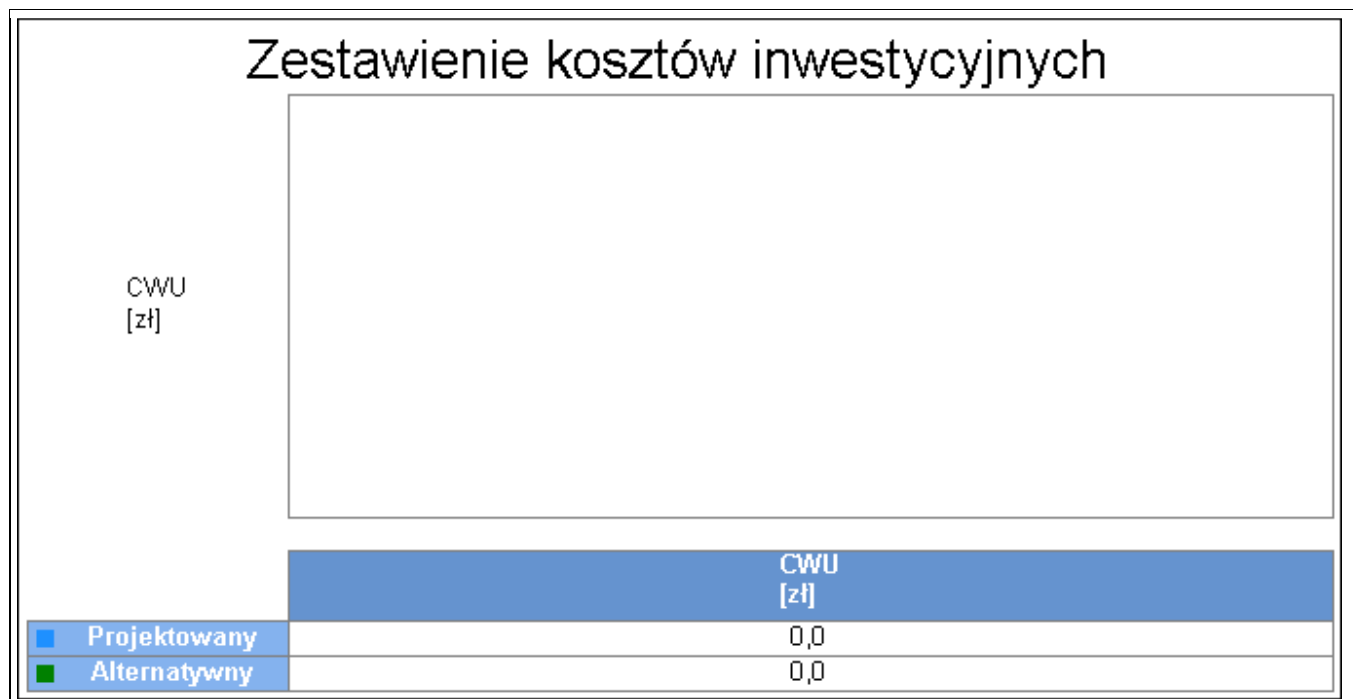 Zestawienie kosztów inwestycyjnych
CWU
[zł]
CWU
[zł]
Projektowany 0,0
Alternatywny 0,0